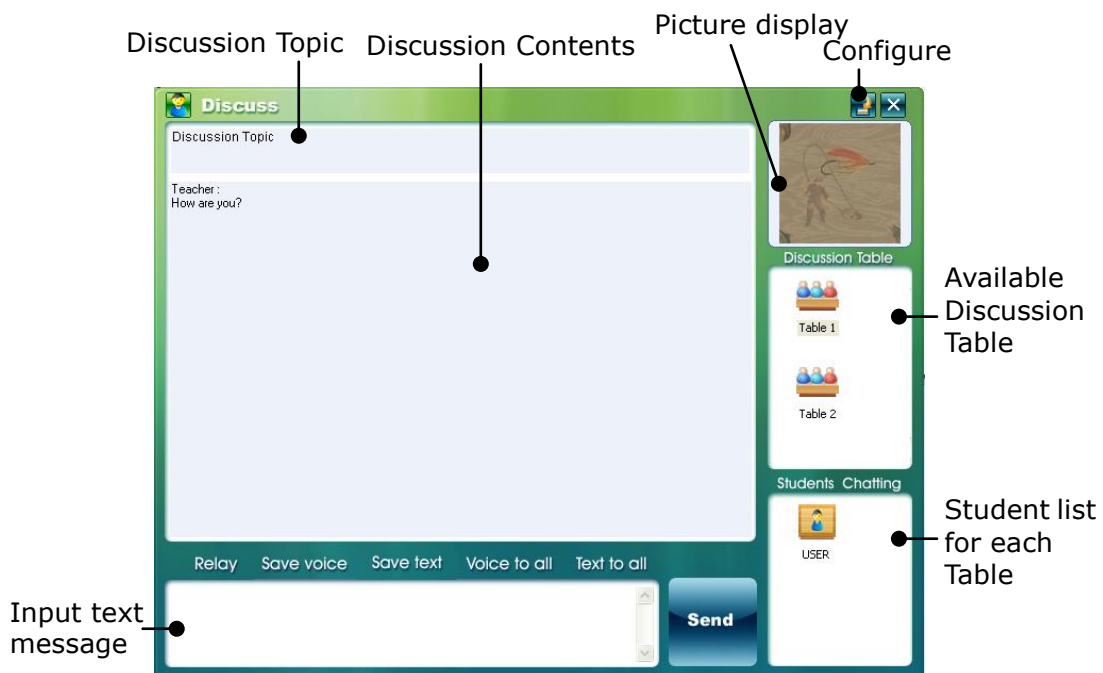 Picture display
Discussion Topic
Discussion Contents
Configure
Discuss
Discussion Topic
Teacher :
How are you?
Discussion Table
Table 1
Table 2
Available
Discussion
Table
Students Chatting
USER
Student list
for each
Table
Relay Save voice Save text Voice to all Text to all
Input text
message
Send